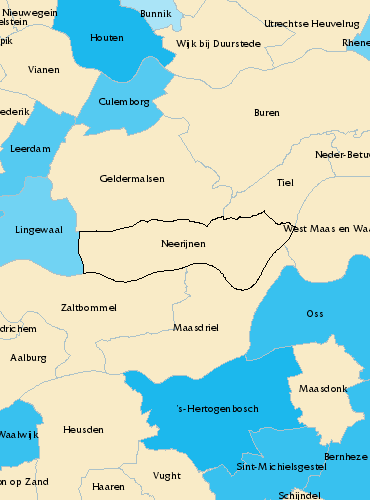 Nieuwegein
Bunnik
elstein
Utrechtse Heuvelrug
Houten
pik
Wijk bij Duurstede
Rhene
Vianen
Culemborg
ederik
Buren
Leerdam
Neder-Betuw
Geldermalsen
Tiel
Lingewaal
West Maas en Waa
Neerijnen
Zaltbommel
Oss
drichem
Maasdriel
Aalburg
Maasdonk
's-Hertogenbosch
Waalwijk
Heusden
Bernheze
Sint-Michielsgestel
Vught
on op Zand
Haaren
Schijndel